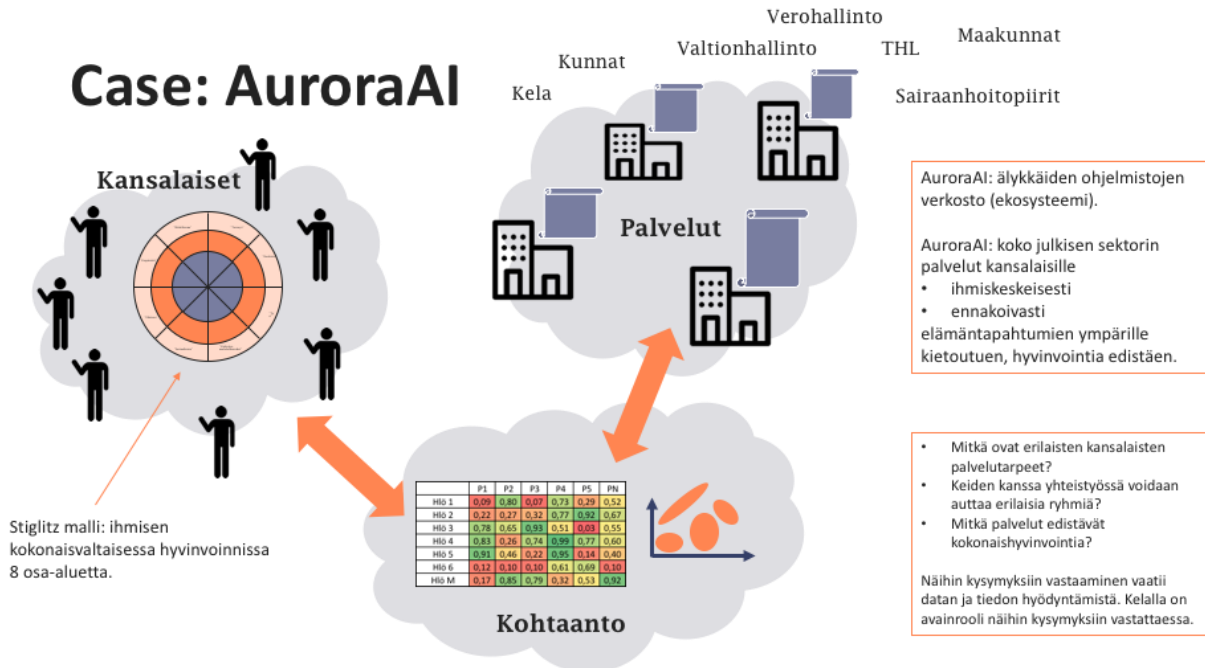 Case: AuroraAI
Kela
Kunnat
Valtionhallinto
Verohallinto
THL
Maakunnat
Sairaanhoitopiirit
Kansalaiset
Palvelut
AuroraAI: älykkäiden ohjelmistojen
verkosto (ekosysteemi).
AuroraAI: koko julkisen sektorin
palvelut kansalaisille
• ihmiskeskeisesti
• ennakoivasti
elämäntapahtumien ympärille
kietoutuen, hyvinvointia edistäen.
Stiglitz malli: ihmisen
kokonaisvaltaisessa hyvinvoinnissa
8 osa-aluetta.
P1 P2 P3 P4 P5 PN
Hlö 1 0,09 0,80 0,07 0,73 0,29 0,52
Hlö 2 0,22 0,27 0,32 0,77 0,92 0,67
Hlö 3 0,78 0,65 0,93 0,51 0,03 0,55
Hlö 4 0,83 0,26 0,74 0,99 0,77 0,60
Hlö 5 0,91 0,46 0,22 0,95 0,14 0,40
Hlö 6 0,12 0,10 0,10 0,61 0,69 0,10
Hlö M 0,17 0,85 0,79 0,32 0,53 0,92
Kohtaanto
• Mitkä ovat erilaisten kansalaisten
palvelutarpeet?
• Keiden kanssa yhteistyössä voidaan
auttaa erilaisia ryhmiä?
• Mitkä palvelut edistävät
kokonaishyvinvointia?
Näihin kysymyksiin vastaaminen vaatii
datan ja tiedon hyödyntämistä. Kelalla on
avainrooli näihin kysymyksiin vastattaessa.